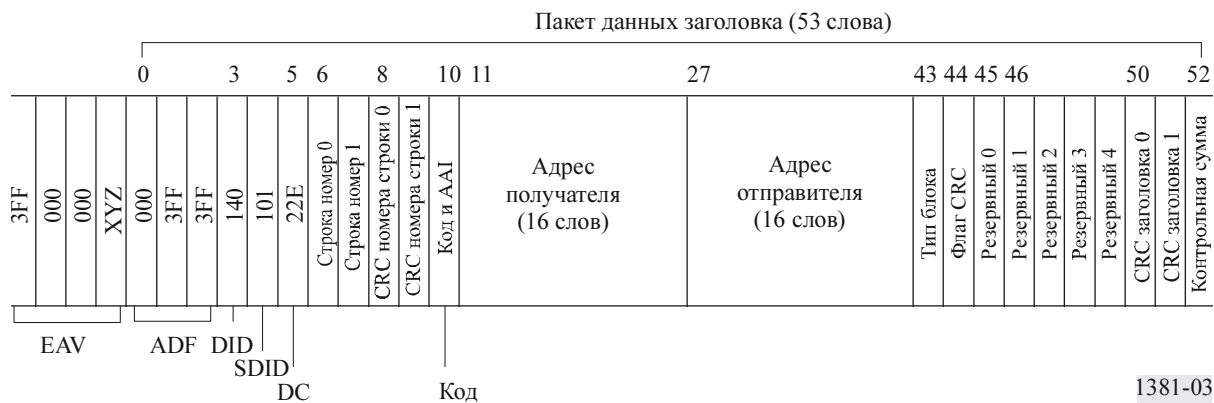 Пакет данных заголовка (53 слова)
0 3 5 6 8 10 11 27 43 44 45 46 50 52
3FF
000
000
XYZ
000
3FF
3FF
140
101
22E
Строка номер 0
Строка номер 1
CRC номера строки 0
CRC номера строки 1
Код и AAI
Адрес
получателя
(16 слов)
Адрес
отправителя
(16 слов)
Тип блока
Флаг CRC
Резервный 0
Резервный 1
Резервный 2
Резервный 3
Резервный 4
CRC заголовка 0
CRC заголовка 1
Контрольная сумма
EAV
ADF
DID
SDID
DC
Код
1381-03